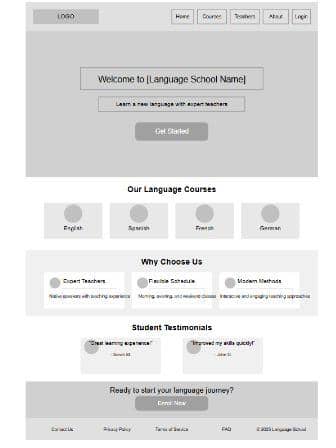 LOGO
Home Courses Teachers About Login
Welcome to [Language School Name]
Learn a new language with expert teachers
Get Started
Our Language Courses
English Spanish French German
Why Choose Us
Expert Teachers Flexible Schedule Modern Methods
Native speakers with teaching experience Morning, evening, and weekend classes Interactive and engaging teaching approaches
Student Testimonials
"Great learning experience!" "Improved my skills quickly!"
- Sarah M. - John D.
Ready to start your language journey?
Enroll Now
Contact Us Privacy Policy Terms of Service FAQ © 2025 Language School